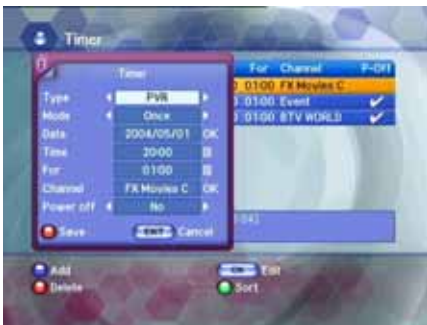 Timer
For Channel P-Off
01:00 FX Movies C
01:00 Event
01:00 BTV WORLD
Timer
Type PVR
Mode Once
Date 2004/05/01 OK
Time 20:00
For 01:00
Channel FX Movies C OK
Power off No
Save EXIT Cancel
Add OK Edit
Delete Sort